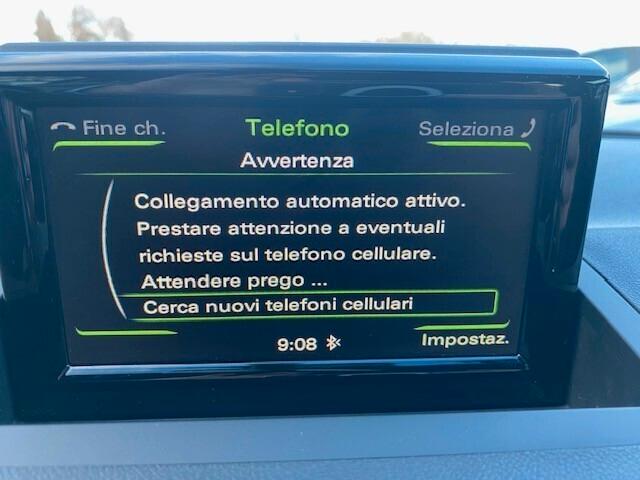 Fine ch.
Telefono
Seleziona
Avvertenza
Collegamento automatico attivo.
Prestare attenzione a eventuali
richieste sul telefono cellulare.
Attendere prego ...
Cerca nuovi telefoni cellulari
9:08
Impostaz.